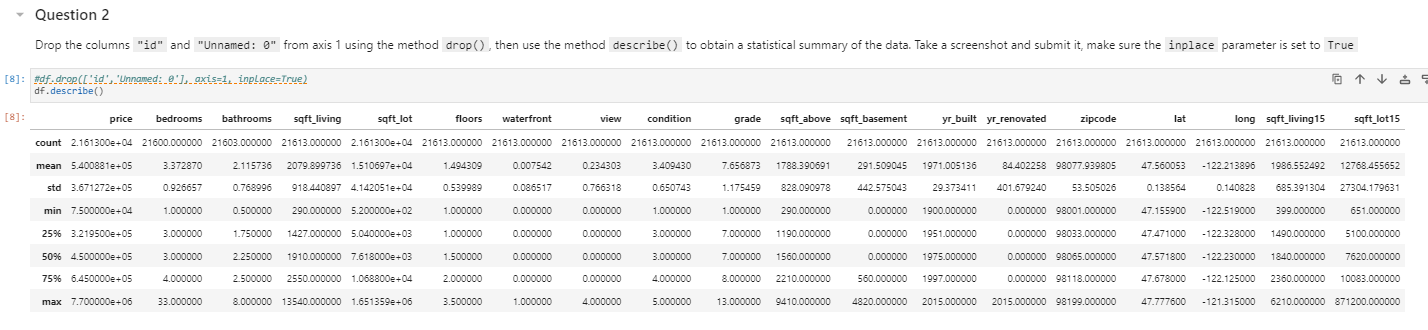 Question 2
Drop the columns "id" and "Unnamed: 0" from axis 1 using the method drop(), then use the method describe() to obtain a statistical summary of the data. Take a screenshot and submit it, make sure the inplace parameter is set to True
[8]: #df.drop(['id','Unnamed: 0'], axis=1, inplace=True)
df.describe()
[8]: price bedrooms bathrooms sqft_living sqft_lot floors waterfront view condition grade sqft_above sqft_basement yr_built yr_renovated zipcode lat long sqft_living15 sqft_lot15
count 2.161300e+04 21600.000000 21603.000000 21613.000000 2.161300e+04 21613.000000 21613.000000 21613.000000 21613.000000 21613.000000 21613.000000 21613.000000 21613.000000 21613.000000 21613.000000 21613.000000 21613.000000 21613.000000 21613.000000
mean 5.400881e+05 3.372870 2.115736 2079.899736 1.510697e+04 1.494309 0.007542 0.234303 3.409430 7.656873 1788.390691 291.509045 1971.005136 84.402258 98077.939805 47.560053 -122.213896 1986.552492 12768.455652
std 3.671272e+05 0.926657 0.768996 918.440897 4.142051e+04 0.539989 0.086517 0.766318 0.650743 1.175459 828.090978 442.575043 29.373411 401.679240 53.505026 0.138564 0.140828 685.391304 27304.179631
min 7.500000e+04 1.000000 0.500000 290.000000 5.200000e+02 1.000000 0.000000 0.000000 1.000000 1.000000 290.000000 0.000000 1900.000000 0.000000 98001.000000 47.155900 -122.519000 399.000000 651.000000
25% 3.219500e+05 3.000000 1.750000 1427.000000 5.040000e+03 1.000000 0.000000 0.000000 3.000000 7.000000 1190.000000 0.000000 1951.000000 0.000000 98033.000000 47.471000 -122.328000 1490.000000 5100.000000
50% 4.500000e+05 3.000000 2.250000 1910.000000 7.618000e+03 1.500000 0.000000 0.000000 3.000000 7.000000 1560.000000 0.000000 1975.000000 0.000000 98065.000000 47.571800 -122.230000 1840.000000 7620.000000
75% 6.450000e+05 4.000000 2.500000 2550.000000 1.068800e+04 2.000000 0.000000 0.000000 4.000000 8.000000 2210.000000 560.000000 1997.000000 0.000000 98118.000000 47.678000 -122.125000 2360.000000 10083.000000
max 7.700000e+06 33.000000 8.000000 13540.000000 1.651359e+06 3.500000 1.000000 4.000000 5.000000 13.000000 9410.000000 4820.000000 2015.000000 2015.000000 98199.000000 47.777600 -121.315000 6210.000000 871200.000000